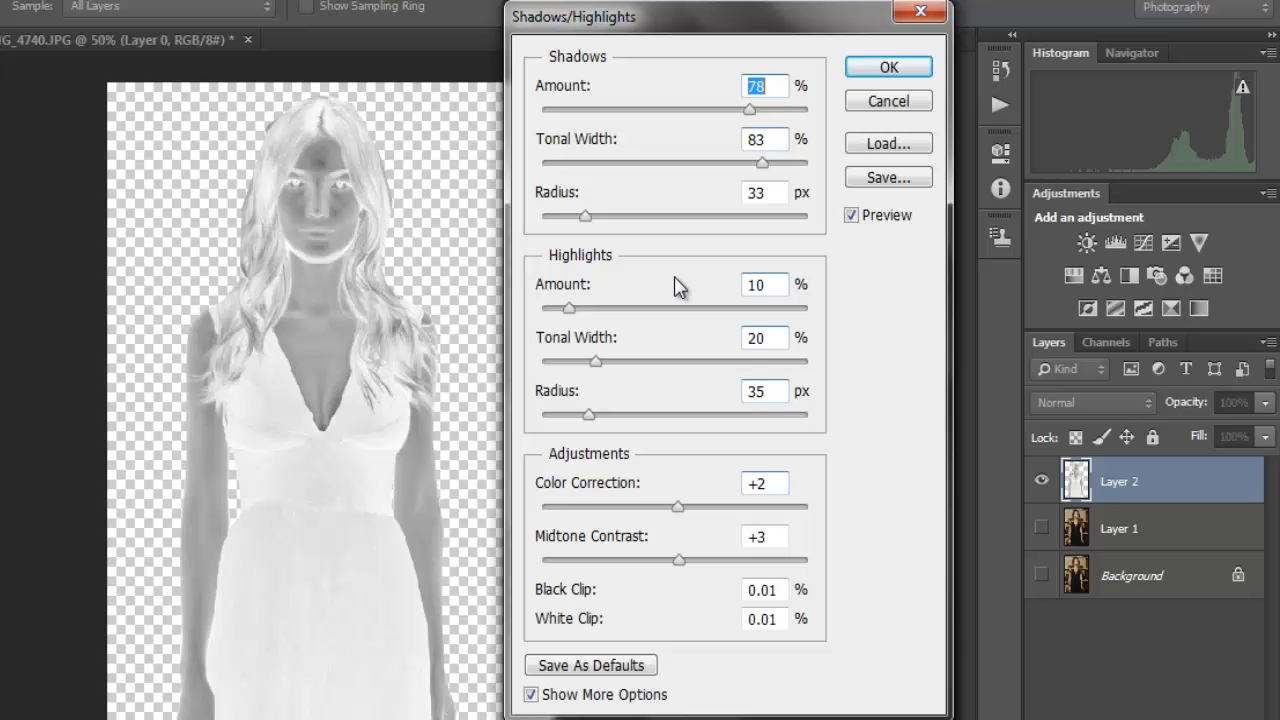 Sample: All Layers Show Sampling Ring Photography
Shadows/Highlights
G_4740.JPG @ 50% (Layer 0, RGB/8#) * ×
Shadows
Amount: 78 %
Tonal Width: 83 %
Radius: 33 px
Highlights
Amount: 10 %
Tonal Width: 20 %
Radius: 35 px
Adjustments
Color Correction: +2
Midtone Contrast: +3
Black Clip: 0.01 %
White Clip: 0.01 %
Save As Defaults
Show More Options
OK
Cancel
Load...
Save...
Preview
Histogram Navigator
Adjustments
Add an adjustment
Layers Channels Paths
Kind
Normal Opacity: 100%
Lock: Fill: 100%
Layer 2
Layer 1
Background